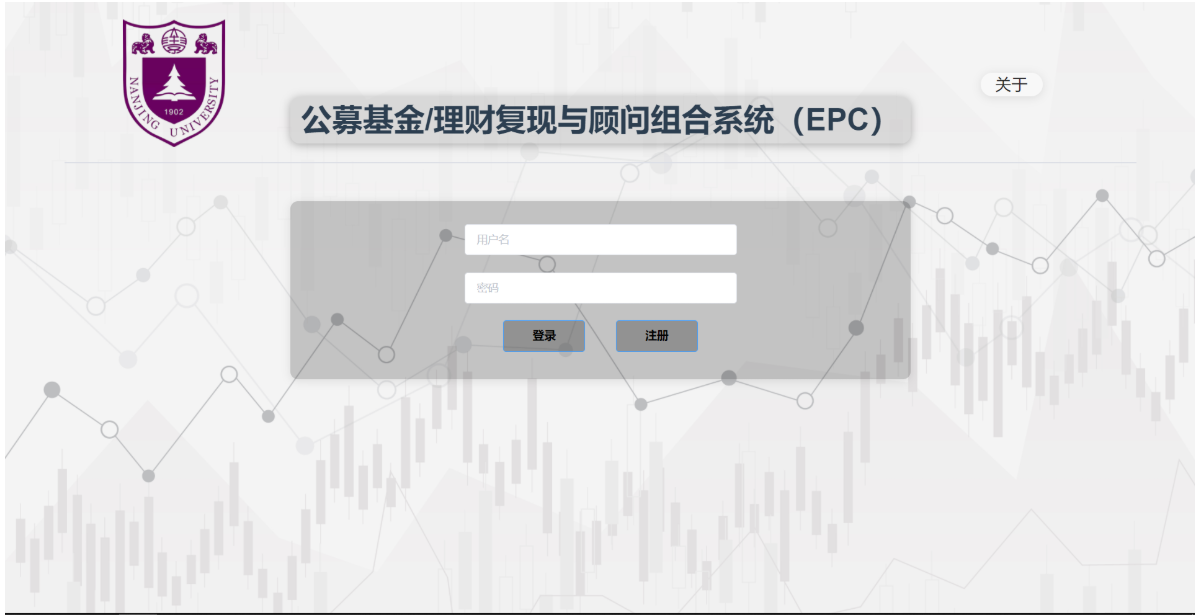 NANJING UNIVERSITY
1902
关于
公募基金/理财复现与顾问组合系统（EPC）
用户名
密码
登录
注册